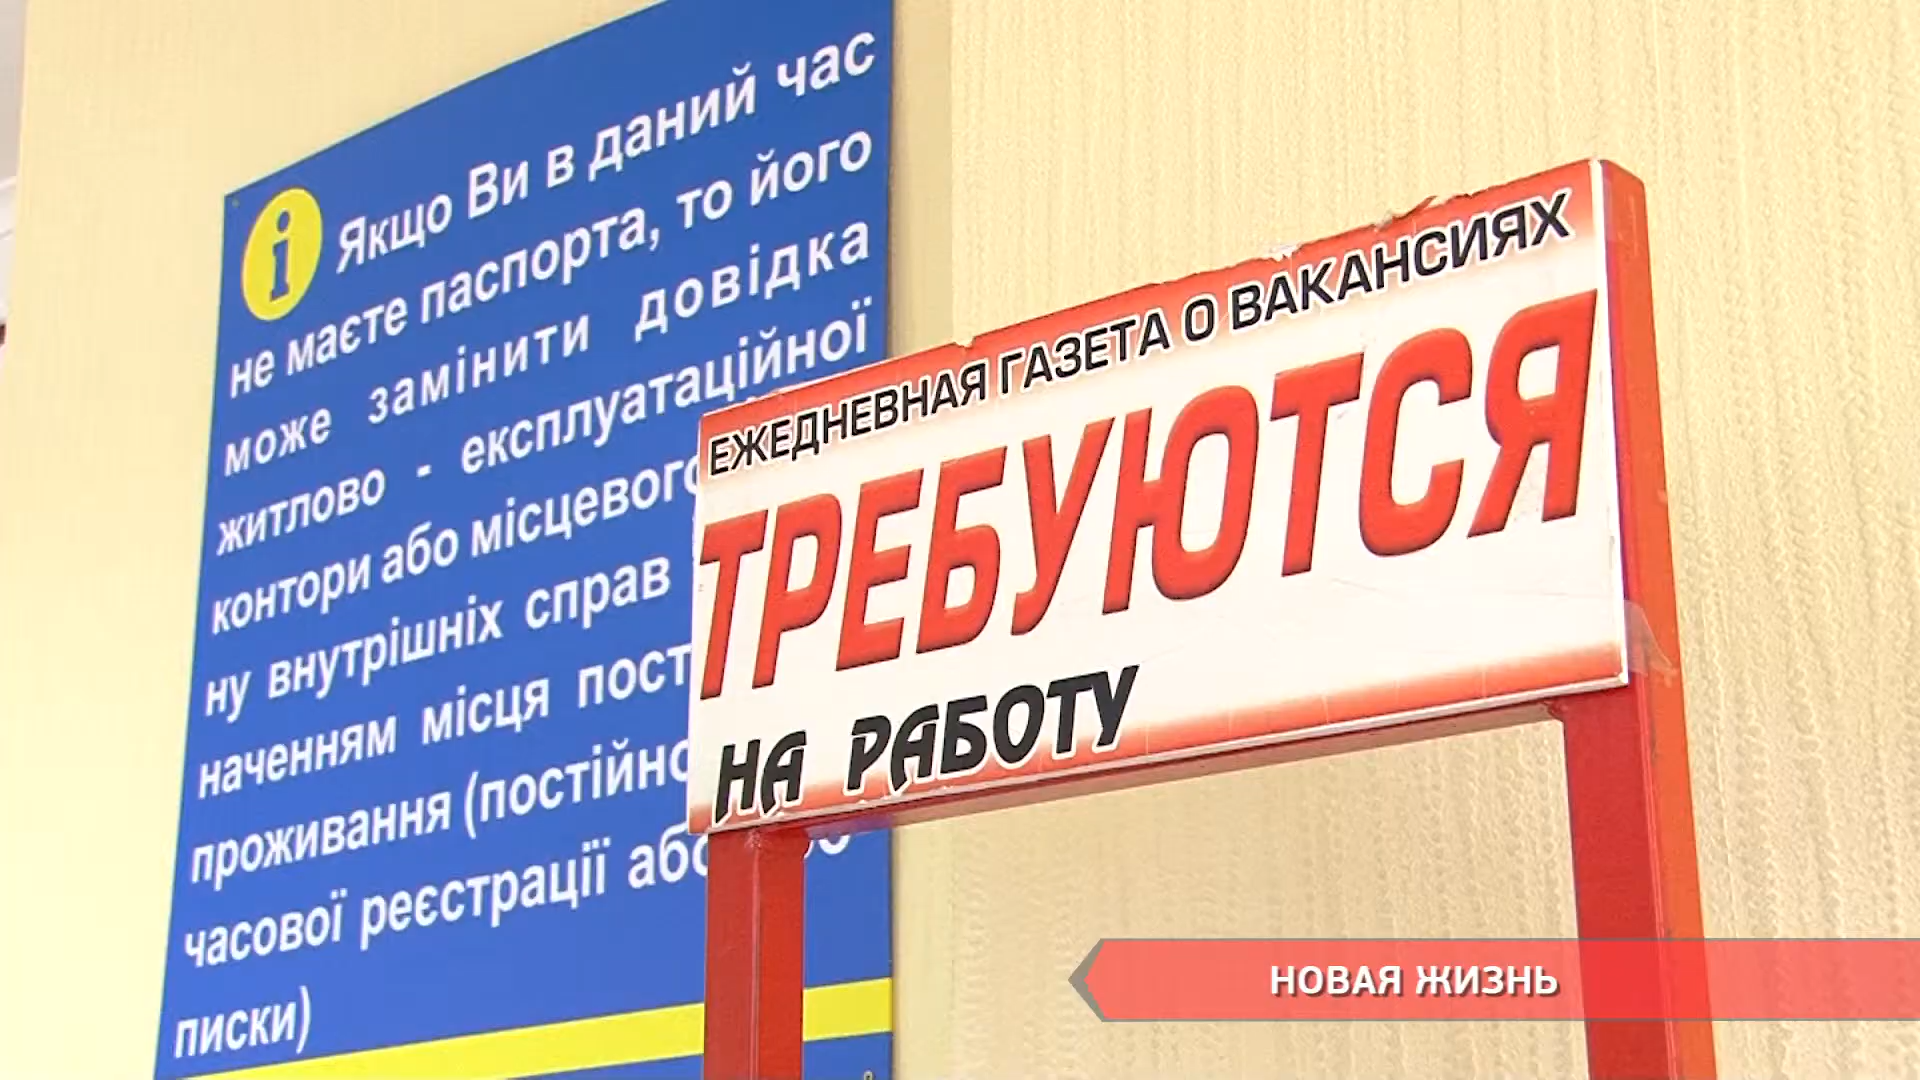 i Якщо Ви в даний час
не маєте паспорта, то його
може замінити довідка
житлово - експлуатаційної
контори або місцевого
ну внутрішніх справ
наченням місця пост
проживання (постійно
часової реєстрації або
писки)
ЕЖЕДНЕВНАЯ ГАЗЕТА О ВАКАНСИЯХ
ТРЕБУЮТСЯ
НА РАБОТУ
НОВАЯ ЖИЗНЬ